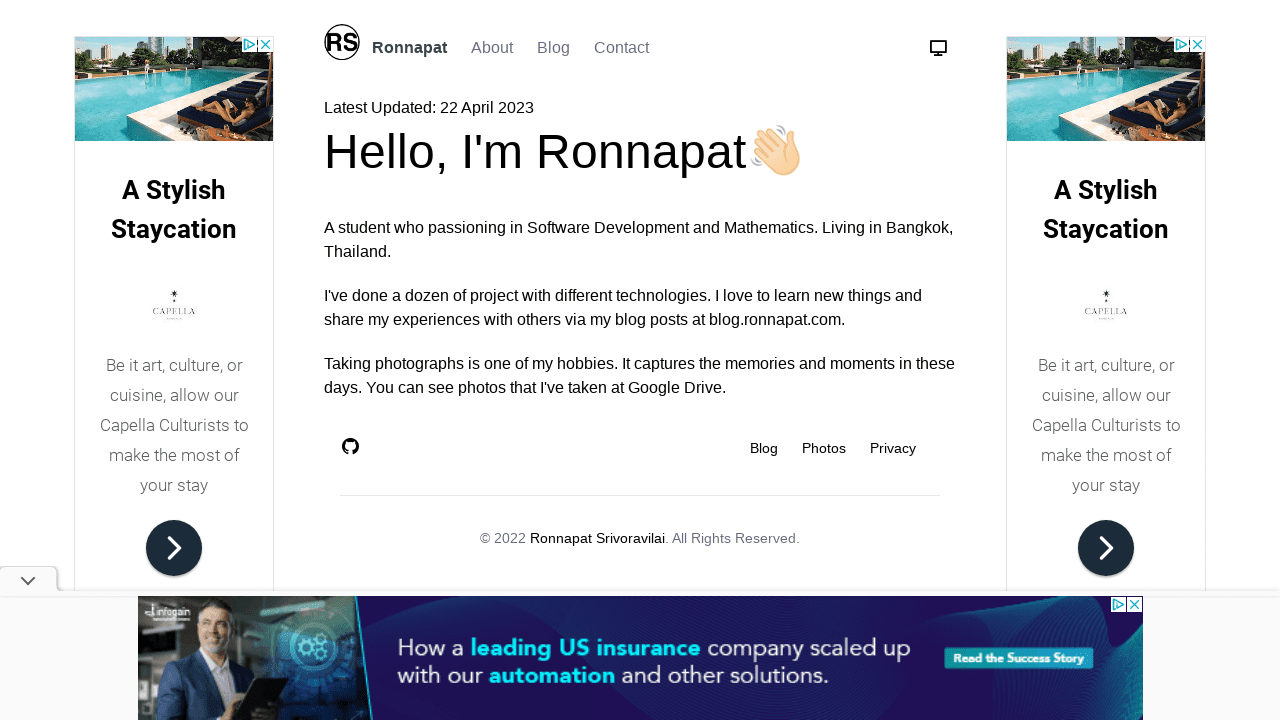 RS Ronnapat About Blog Contact
Latest Updated: 22 April 2023
Hello, I'm Ronnapat👋🏻
A student who passioning in Software Development and Mathematics. Living in Bangkok,
Thailand.
I've done a dozen of project with different technologies. I love to learn new things and
share my experiences with others via my blog posts at blog.ronnapat.com.
Taking photographs is one of my hobbies. It captures the memories and moments in these
days. You can see photos that I've taken at Google Drive.
Blog Photos Privacy
© 2022 Ronnapat Srivoravilai. All Rights Reserved.
A Stylish
Staycation
CAPELLA
Be it art, culture, or
cuisine, allow our
Capella Culturists to
make the most of
your stay
A Stylish
Staycation
CAPELLA
Be it art, culture, or
cuisine, allow our
Capella Culturists to
make the most of
your stay
infogain
How a leading US insurance company scaled up
with our automation and other solutions.
Read the Success Story